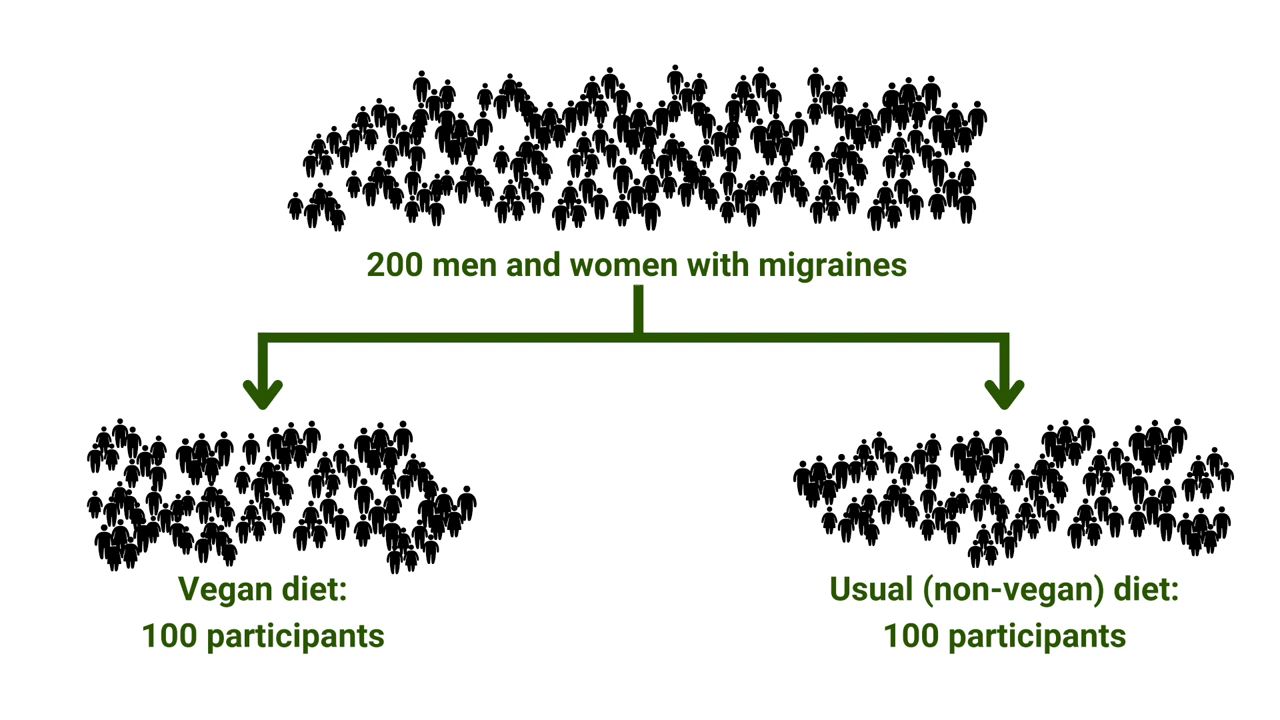 200 men and women with migraines
Vegan diet:
100 participants
Usual (non-vegan) diet:
100 participants